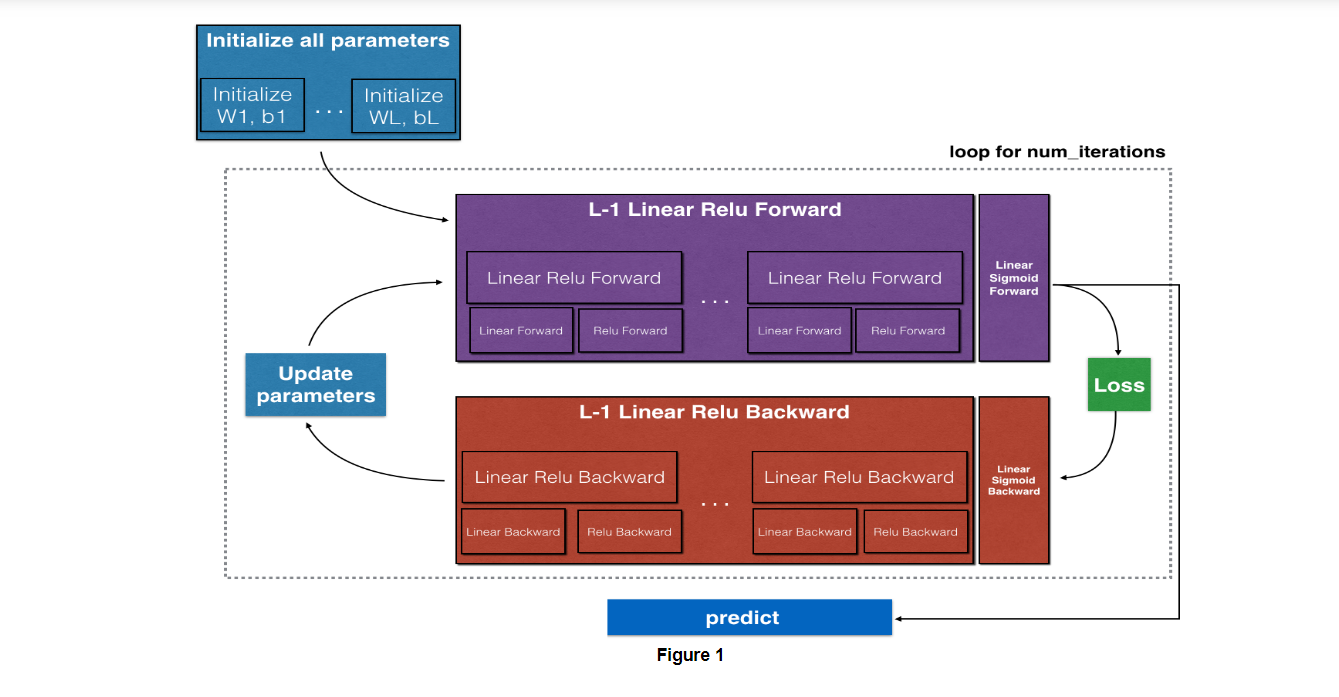 Initialize all parameters
Initialize
W1, b1
...
Initialize
WL, bL
loop for num_iterations
L-1 Linear Relu Forward
Linear Relu Forward
...
Linear Relu Forward
Linear Forward
Relu Forward
Linear Forward
Relu Forward
Linear
Sigmoid
Forward
Update
parameters
Loss
L-1 Linear Relu Backward
Linear Relu Backward
...
Linear Relu Backward
Linear Backward
Relu Backward
Linear Backward
Relu Backward
Linear
Sigmoid
Backward
predict
Figure 1